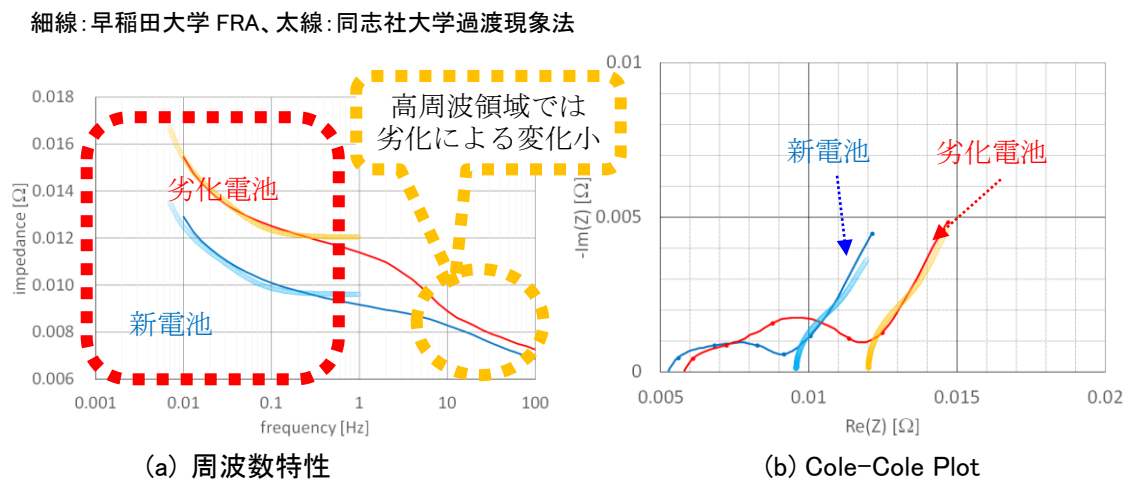 細線：早稲田大学 FRA、太線：同志社大学過渡現象法
0.018
0.016
0.014
0.012
0.010
0.008
0.006
impedance [Ω]
0.001
0.01
0.1
1
10
100
frequency [Hz]
劣化電池
新電池
高周波領域では
劣化による変化小
(a) 周波数特性
0.01
0.005
0
-Im(Z) [Ω]
新電池
劣化電池
0.005
0.01
0.015
0.02
Re(Z) [Ω]
(b) Cole-Cole Plot